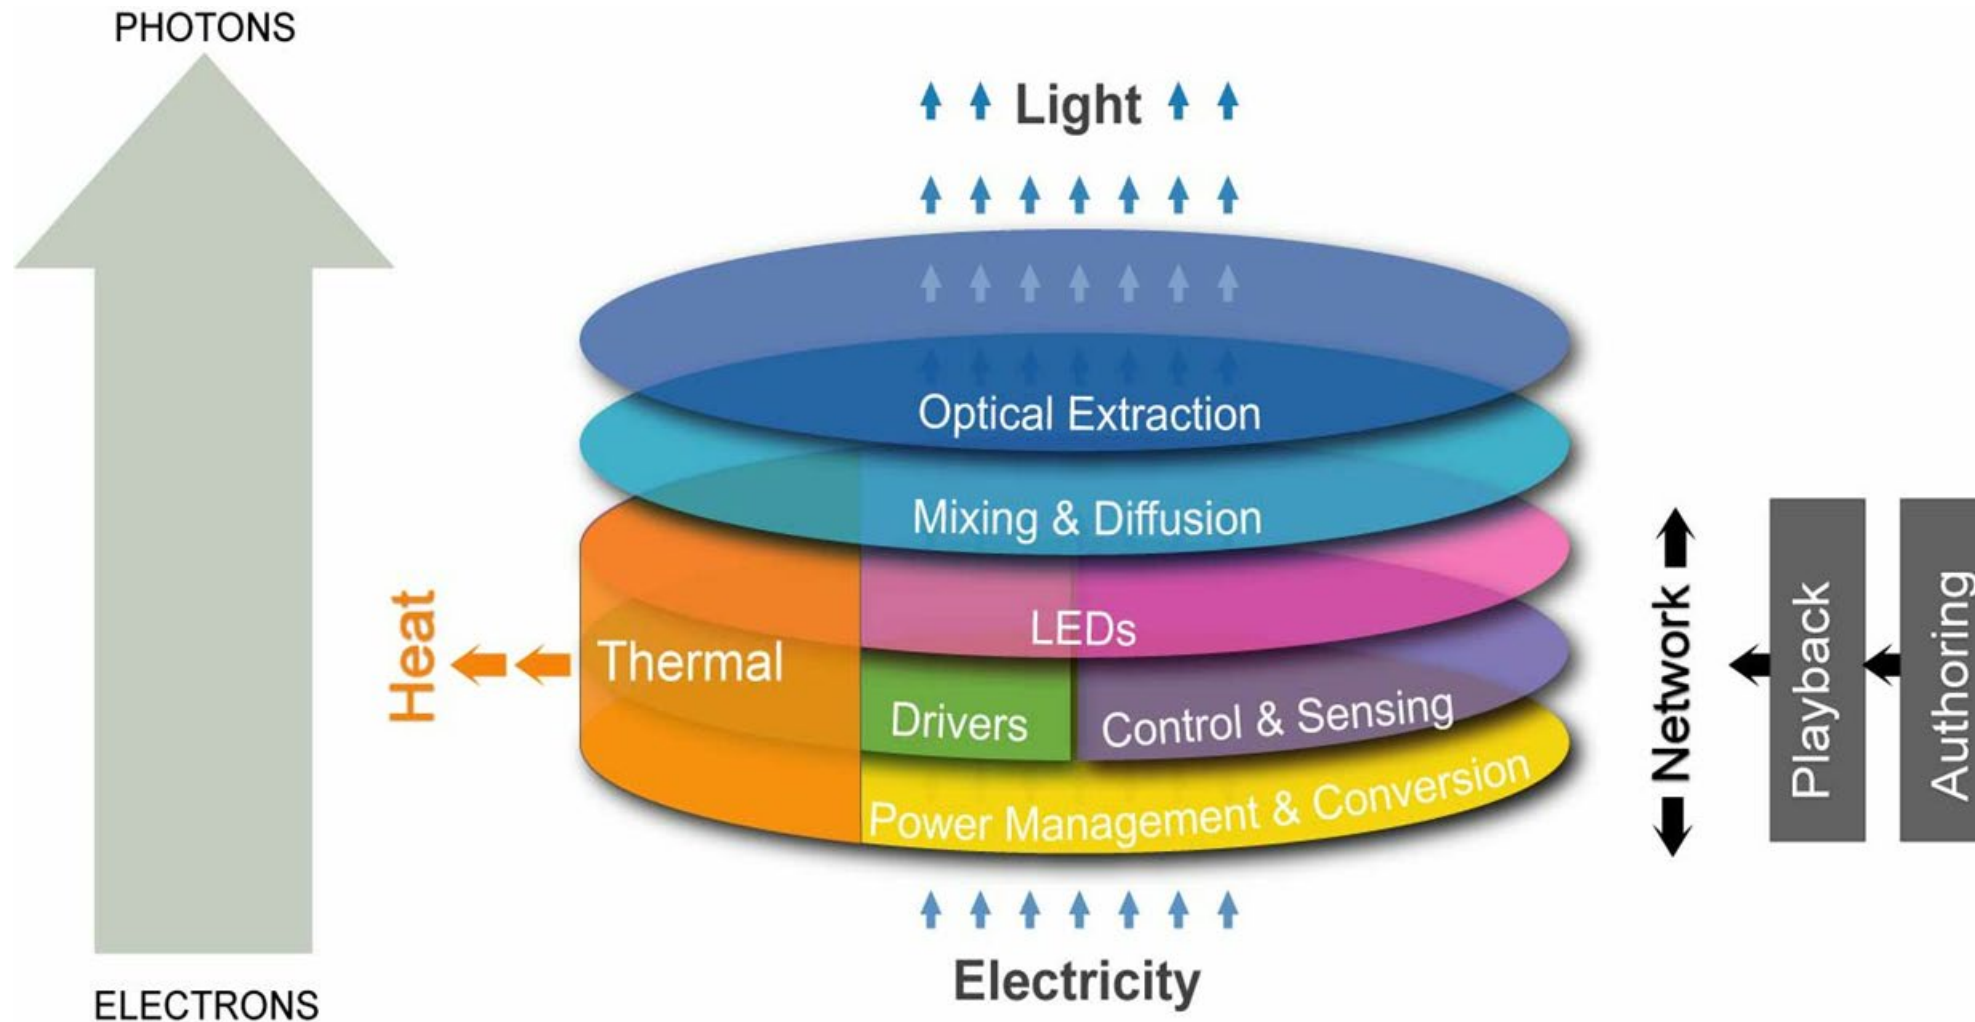 PHOTONS
Light
Optical Extraction
Mixing & Diffusion
LEDs
Thermal
Heat
Drivers
Control & Sensing
Power Management & Conversion
Network
Playback
Authoring
Electricity
ELECTRONS